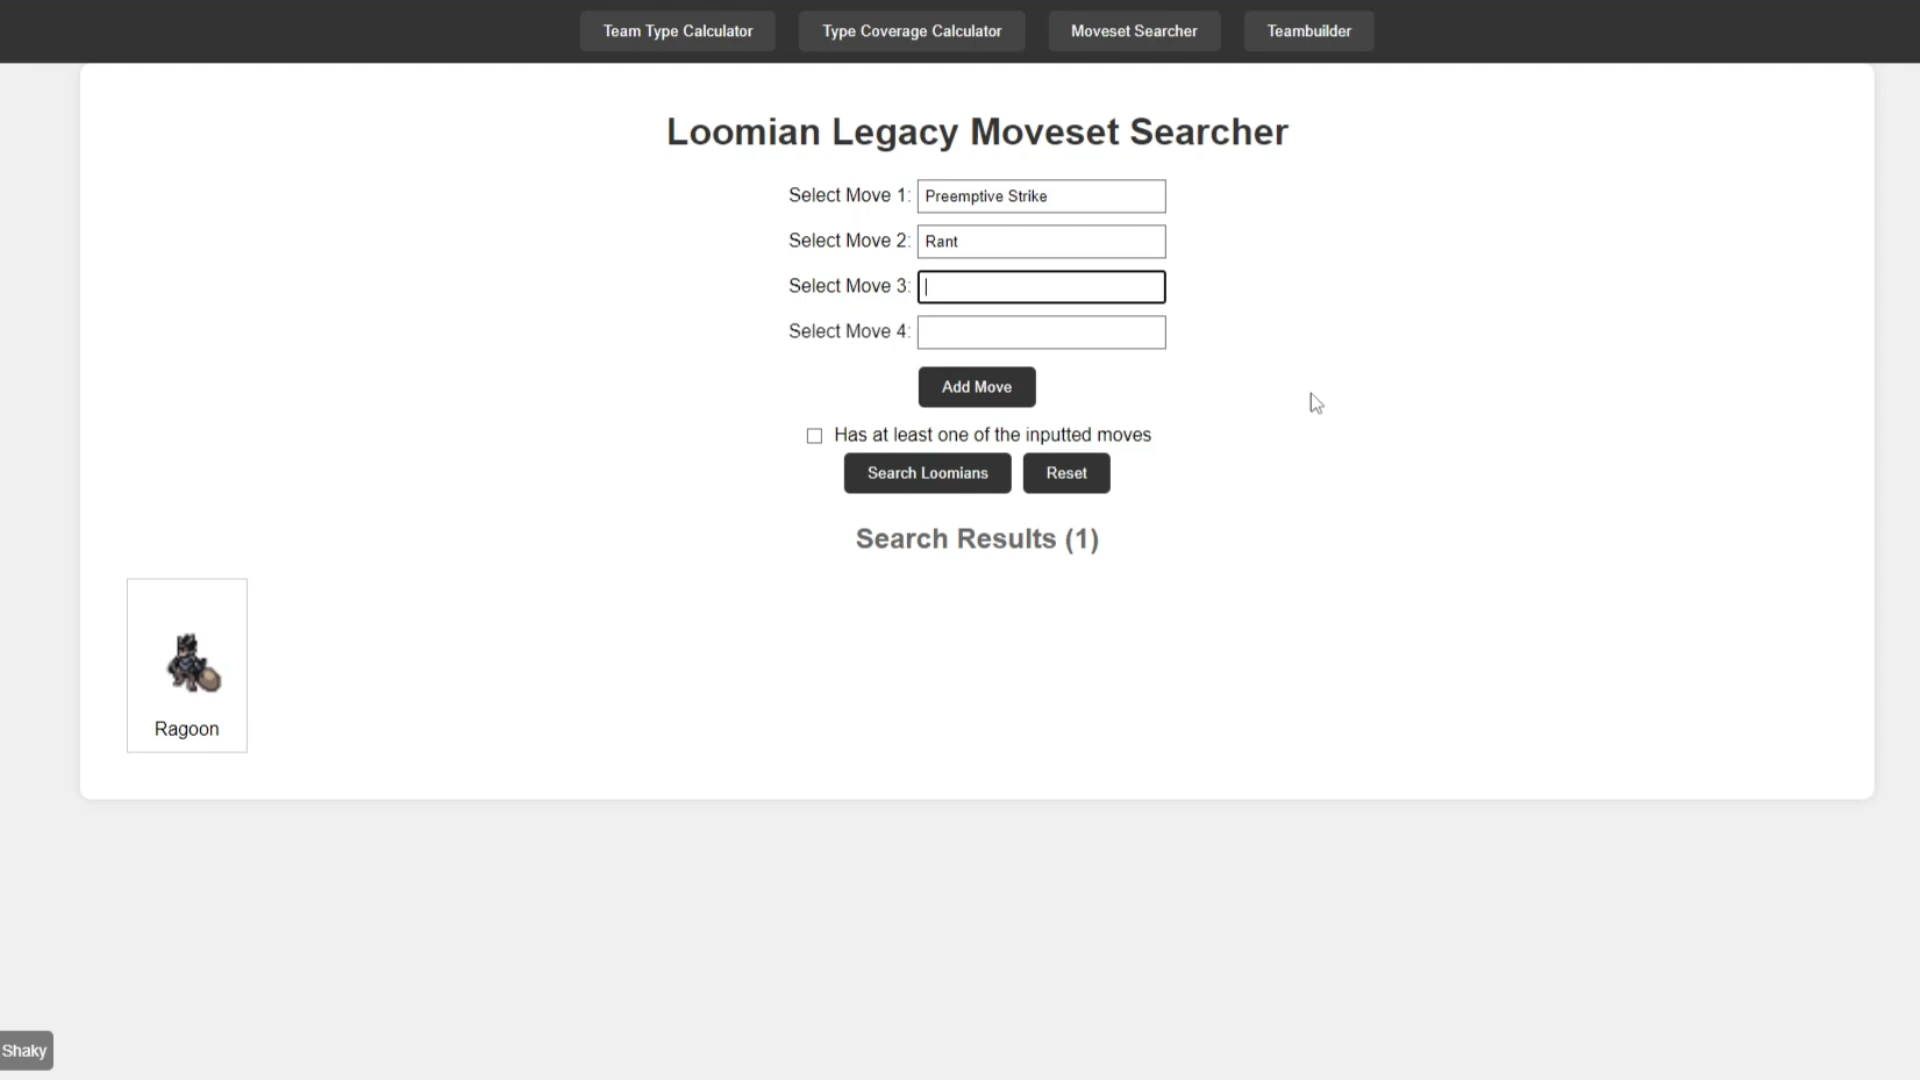 Team Type Calculator
Type Coverage Calculator
Moveset Searcher
Teambuilder
Loomian Legacy Moveset Searcher
Select Move 1: Preemptive Strike
Select Move 2: Rant
Select Move 3:
Select Move 4:
Add Move
Has at least one of the inputted moves
Search Loomians
Reset
Search Results (1)
Ragoon
Shaky